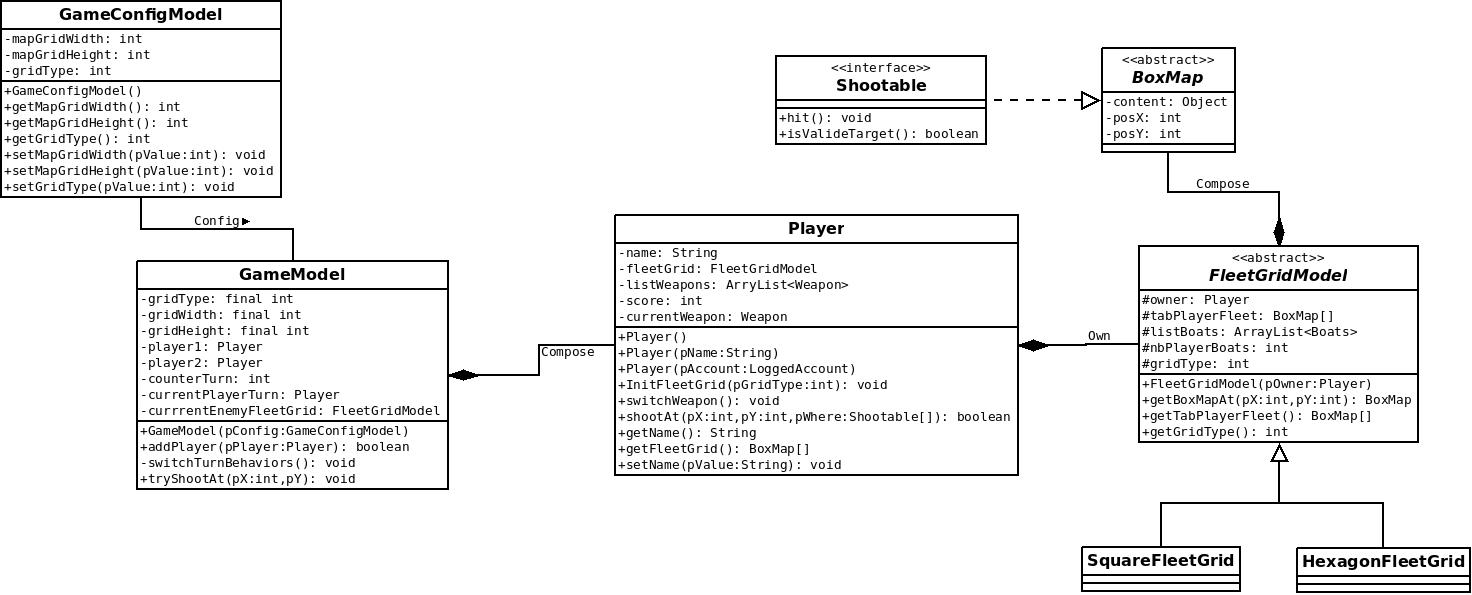 GameConfigModel
-mapGridWidth: int
-mapGridHeight: int
-gridType: int
+GameConfigModel()
+getMapGridWidth(): int
+getMapGridHeight(): int
+getGridType(): int
+setMapGridWidth(pValue:int): void
+setMapGridHeight(pValue:int): void
+setGridType(pValue:int): void
Config
GameModel
-gridType: final int
-gridWidth: final int
-gridHeight: final int
-player1: Player
-player2: Player
-counterTurn: int
-currentPlayerTurn: Player
-currrentEnemyFleetGrid: FleetGridModel
+GameModel(pConfig:GameConfigModel)
+addPlayer(pPlayer:Player): boolean
-switchTurnBehaviors(): void
+tryShootAt(pX:int,pY): void
Compose
Player
-name: String
-fleetGrid: FleetGridModel
-listWeapons: ArryList<Weapon>
-score: int
-currentWeapon: Weapon
+Player()
+Player(pName:String)
+Player(pAccount:LoggedAccount)
+InitFleetGrid(pGridType:int): void
+switchWeapon(): void
+shootAt(pX:int,pY:int,pWhere:Shootable[]): boolean
+getName(): String
+getFleetGrid(): BoxMap[]
+setName(pValue:String): void
Own
<<interface>>
Shootable
+hit(): void
+isValideTarget(): boolean
<<abstract>>
BoxMap
-content: Object
-posX: int
-posY: int
Compose
<<abstract>>
FleetGridModel
#owner: Player
#tabPlayerFleet: BoxMap[]
#listBoats: ArrayList<Boats>
#nbPlayerBoats: int
#gridType: int
+FleetGridModel(pOwner:Player)
+getBoxMapAt(pX:int,pY:int): BoxMap
+getTabPlayerFleet(): BoxMap[]
+getGridType(): int
SquareFleetGrid
HexagonFleetGrid